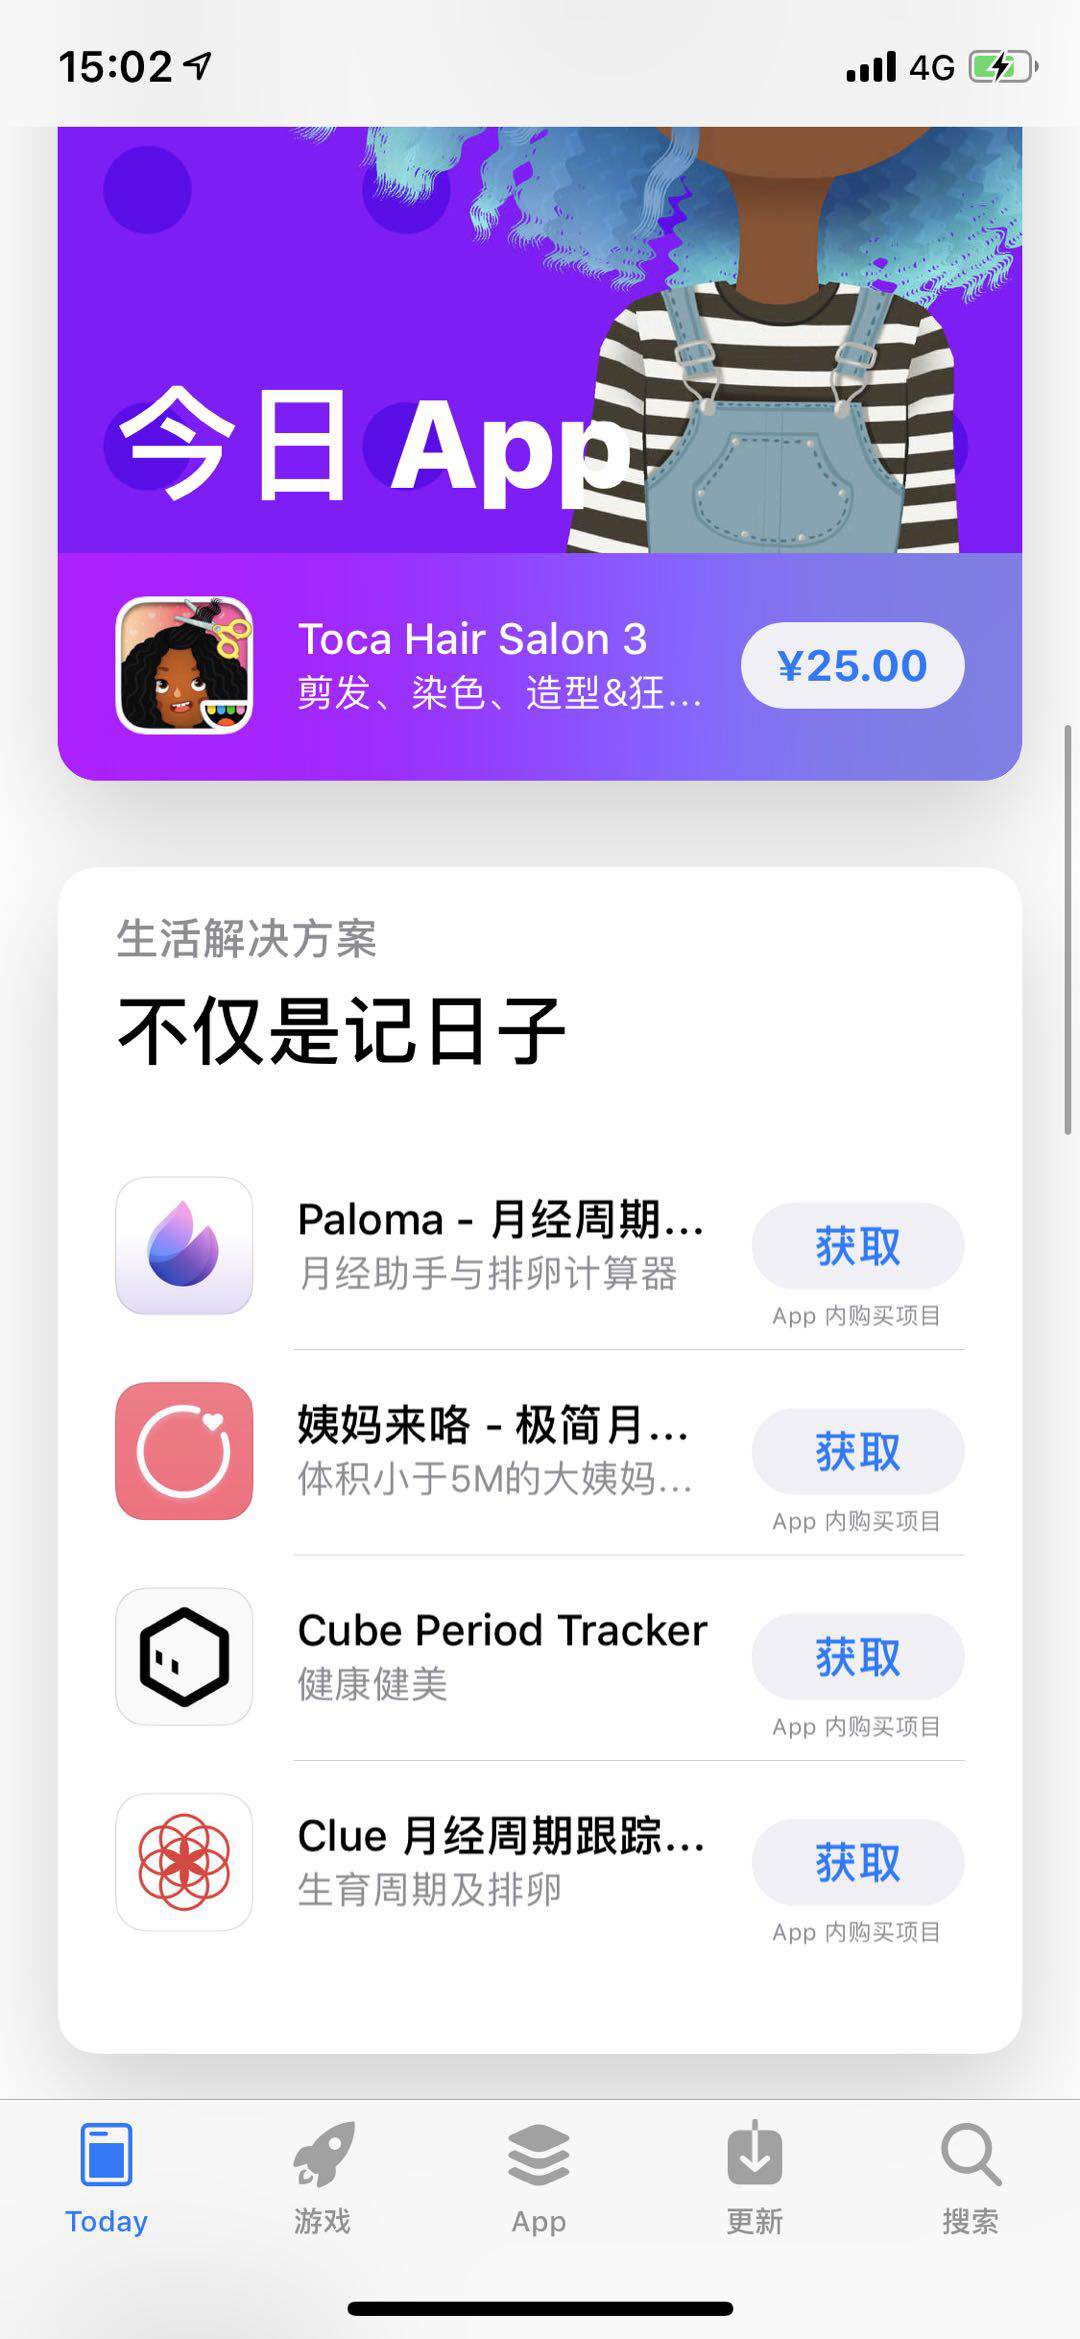 15:02
4G
今日 App
Toca Hair Salon 3
剪发、染色、造型&狂...
¥25.00
生活解决方案
不仅是记日子
Paloma - 月经周期...
月经助手与排卵计算器
获取
App 内购买项目
姨妈来咯 - 极简月...
体积小于5M的大姨妈...
获取
App 内购买项目
Cube Period Tracker
健康健美
获取
App 内购买项目
Clue 月经周期跟踪...
生育周期及排卵
获取
App 内购买项目
Today
游戏
App
更新
搜索